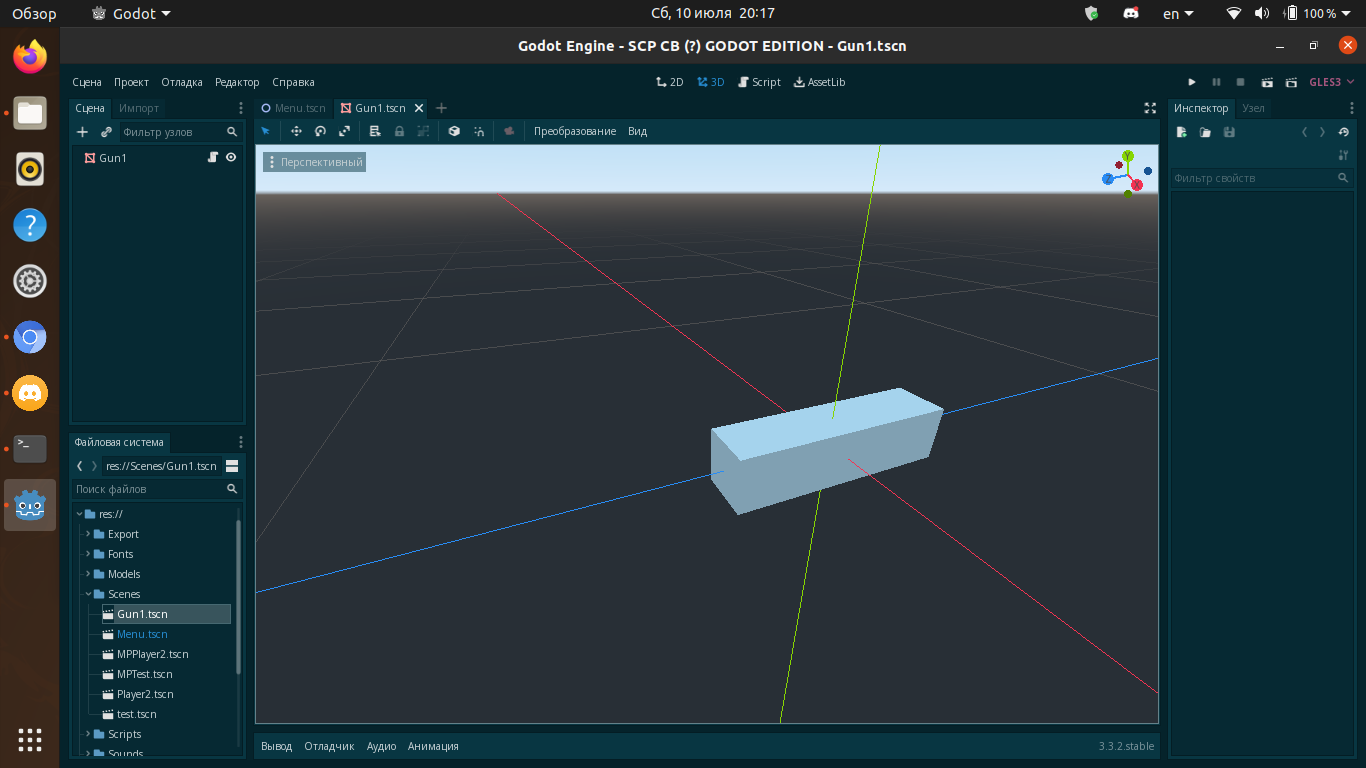 Обзор
Godot
Сб, 10 июля 20:17
en
100 %
Godot Engine - SCP CB (?) GODOT EDITION - Gun1.tscn
Сцена Проект Отладка Редактор Справка
2D 3D Script AssetLib
GLES3
Сцена Импорт
Фильтр узлов
Gun1
Menu.tscn Gun1.tscn
Преобразование Вид
Перспективный
Y
Z
X
Инспектор Узел
Фильтр свойств
Файловая система
res://Scenes/Gun1.tscn
Поиск файлов
res://
Export
Fonts
Models
Scenes
Gun1.tscn
Menu.tscn
MPPlayer2.tscn
MPTest.tscn
Player2.tscn
test.tscn
Scripts
Sounds
Вывод Отладчик Аудио Анимация
3.3.2.stable